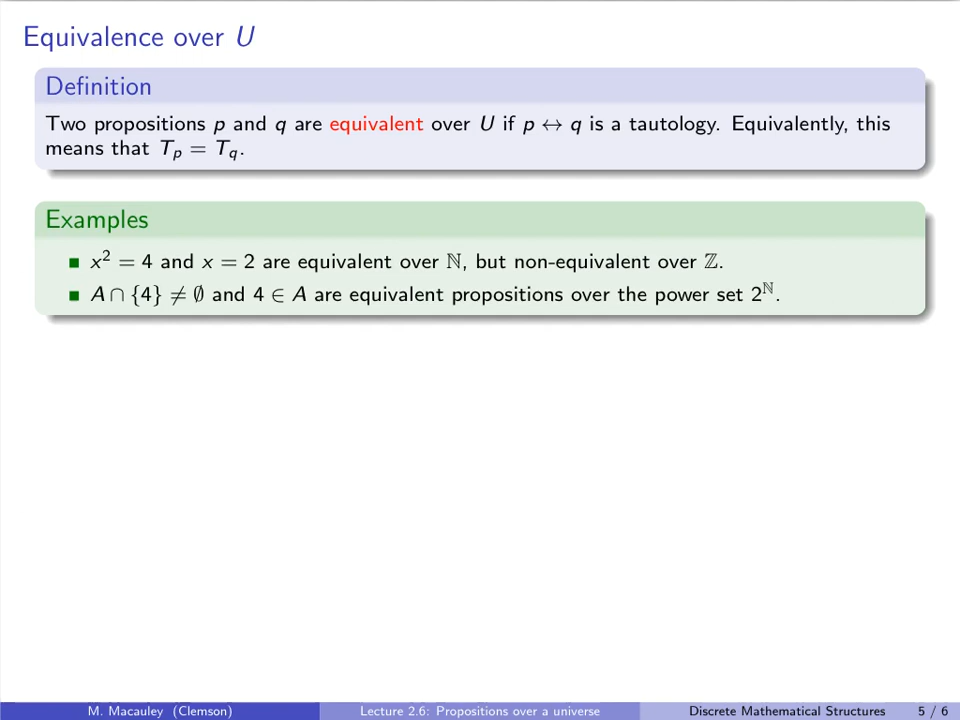 Equivalence over U
Definition
Two propositions p and q are equivalent over U if p ↔ q is a tautology. Equivalently, this
means that Tₚ = T_q.
Examples
■ x² = 4 and x = 2 are equivalent over ℕ, but non-equivalent over ℤ.
■ A ∩ {4} ≠ ∅ and 4 ∈ A are equivalent propositions over the power set 2^ℕ.
M. Macauley (Clemson) Lecture 2.6: Propositions over a universe Discrete Mathematical Structures 5 / 6